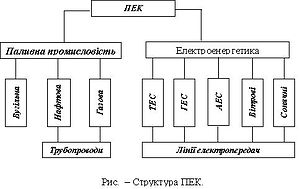 ПЕК
Паливна промисловість
Електроенергетика
Вугільна
Нафтова
Газова
ТЕС
ГЕС
АЕС
Вітрові
Сонячні
Трубопроводи
Лінії електропередач
Рис. – Структура ПЕК.